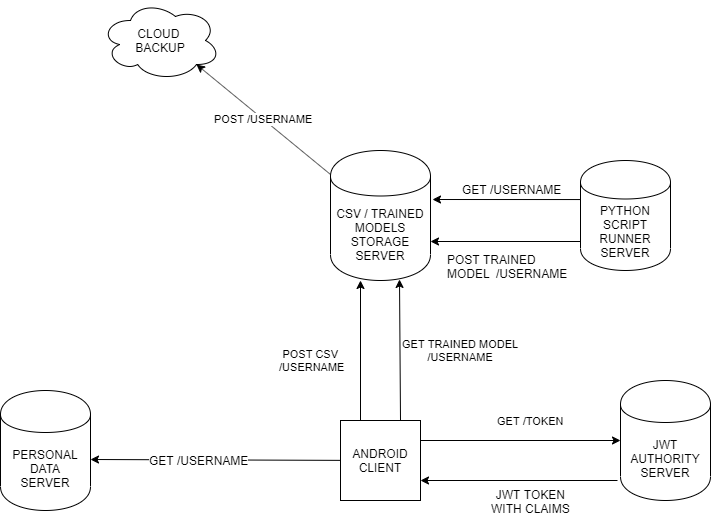 CLOUD
BACKUP
POST /USERNAME
CSV / TRAINED
MODELS
STORAGE
SERVER
GET /USERNAME
POST TRAINED
MODEL /USERNAME
PYTHON
SCRIPT
RUNNER
SERVER
POST CSV
/USERNAME
GET TRAINED MODEL
/USERNAME
PERSONAL
DATA
SERVER
GET /USERNAME
ANDROID
CLIENT
GET /TOKEN
JWT TOKEN
WITH CLAIMS
JWT
AUTHORITY
SERVER